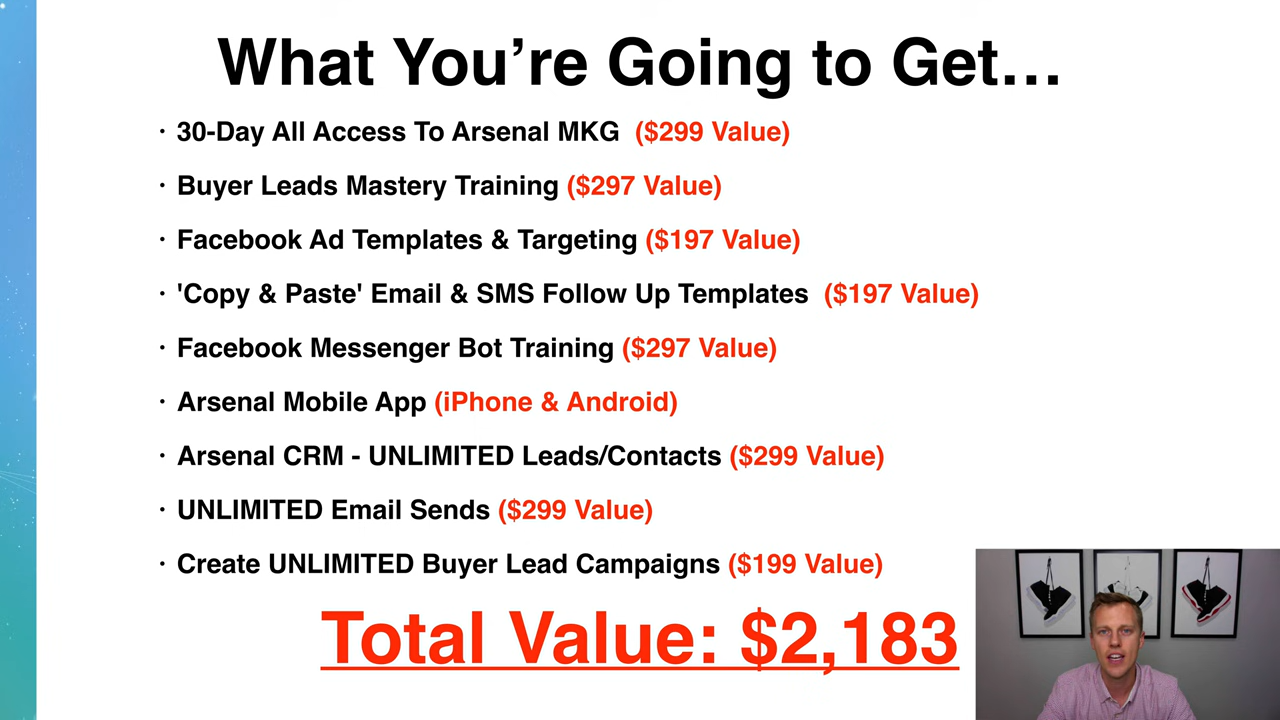 What You’re Going to Get…
· 30-Day All Access To Arsenal MKG  ($299 Value)
· Buyer Leads Mastery Training ($297 Value)
· Facebook Ad Templates & Targeting ($197 Value)
· 'Copy & Paste' Email & SMS Follow Up Templates  ($197 Value)
· Facebook Messenger Bot Training ($297 Value)
· Arsenal Mobile App (iPhone & Android)
· Arsenal CRM - UNLIMITED Leads/Contacts ($299 Value)
· UNLIMITED Email Sends ($299 Value)
· Create UNLIMITED Buyer Lead Campaigns ($199 Value)
Total Value: $2,183